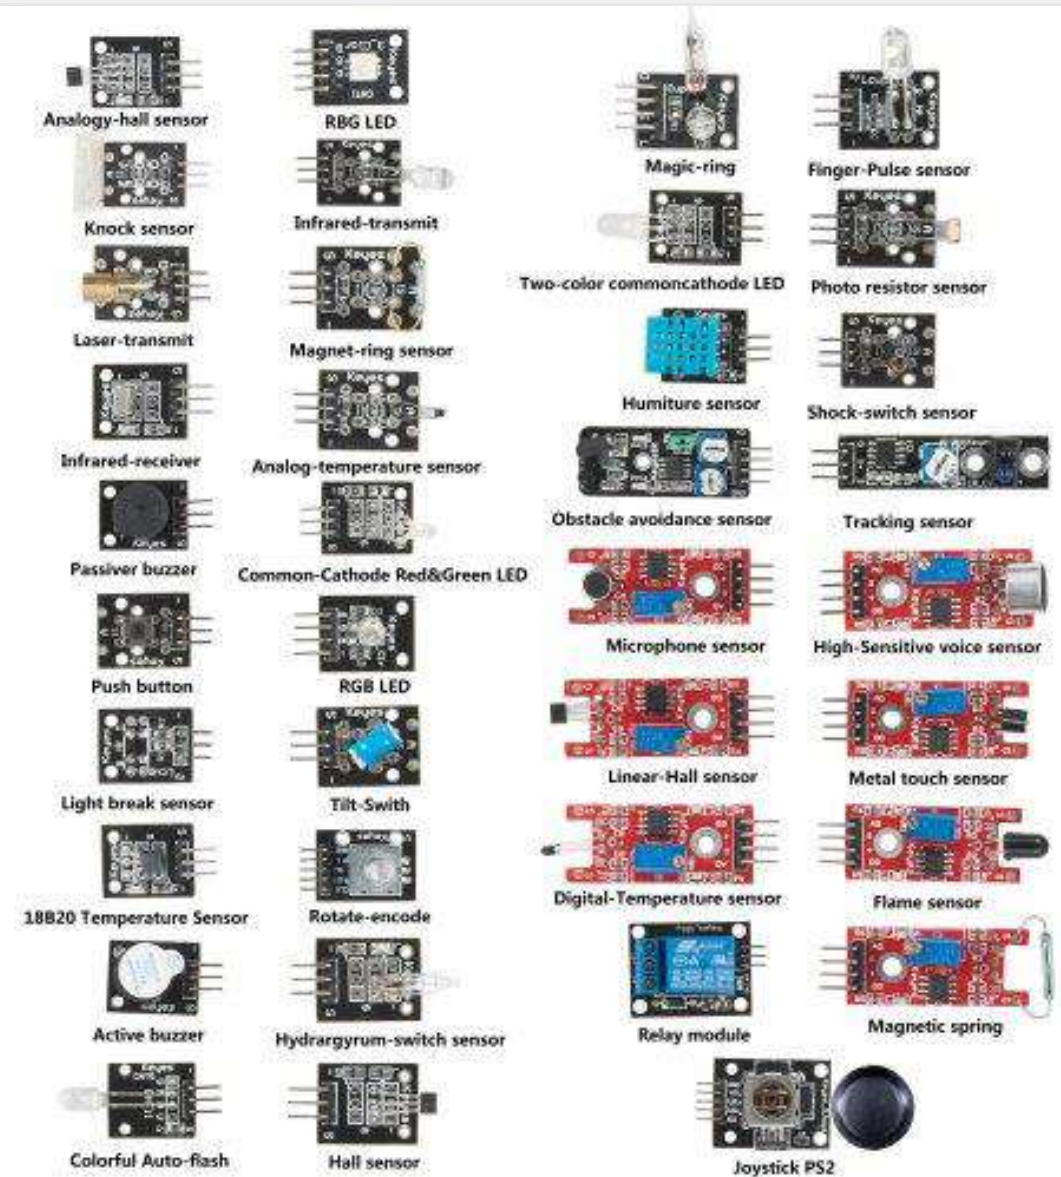 Analogy-hall sensor
RBG LED
Magic-ring
Finger-Pulse sensor
Knock sensor
Infrared-transmit
Two-color commoncathode LED
Photo resistor sensor
Laser-transmit
Magnet-ring sensor
Humiture sensor
Shock-switch sensor
Infrared-receiver
Analog-temperature sensor
Obstacle avoidance sensor
Tracking sensor
Passiver buzzer
Common-Cathode Red&Green LED
Microphone sensor
High-Sensitive voice sensor
Push button
RGB LED
Linear-Hall sensor
Metal touch sensor
Light break sensor
Tilt-Swith
Digital-Temperature sensor
Flame sensor
18B20 Temperature Sensor
Rotate-encode
Relay module
Magnetic spring
Active buzzer
Hydrargyrum-switch sensor
Colorful Auto-flash
Hall sensor
Joystick PS2